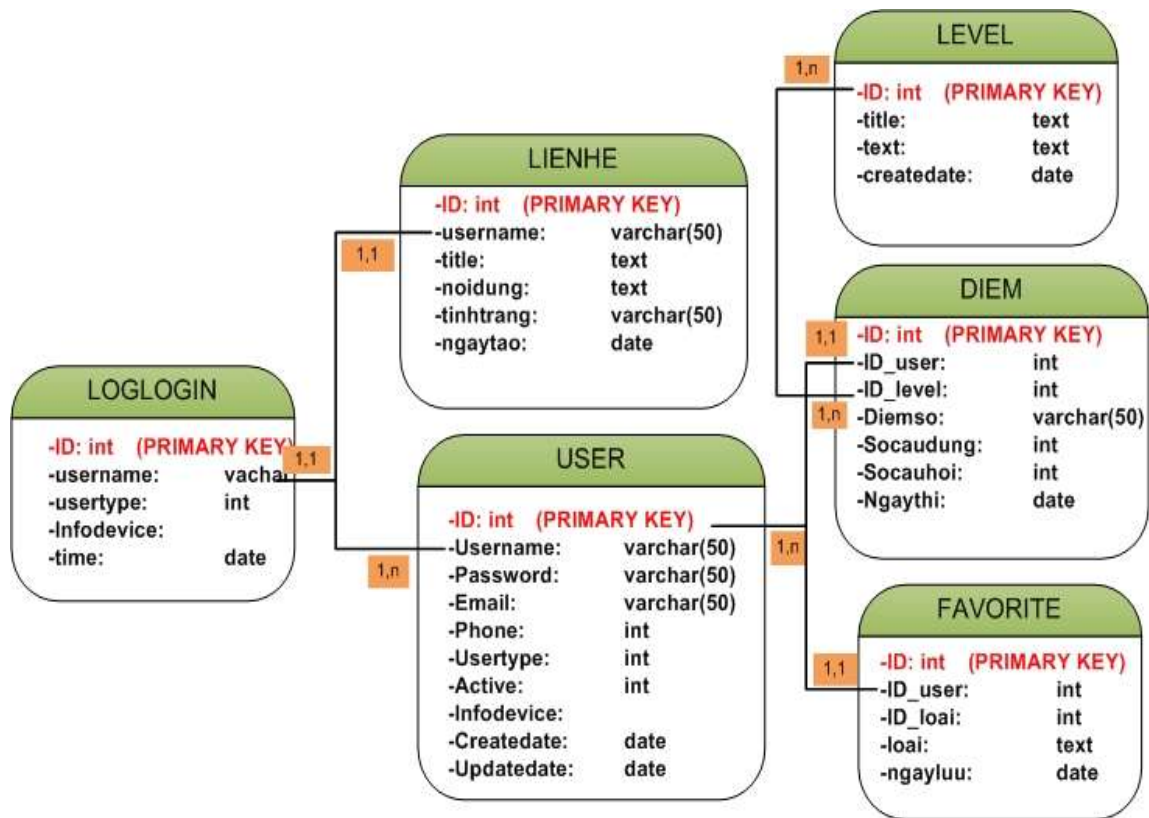 LEVEL
1,n
-ID: int (PRIMARY KEY)
-title: text
-text: text
-createdate: date
LIENHE
-ID: int (PRIMARY KEY)
-username: varchar(50)
1,1
-title: text
-noidung: text
-tinhtrang: varchar(50)
-ngaytao: date
DIEM
1,1
-ID: int (PRIMARY KEY)
-ID_user: int
-ID_level: int
1,n
-Diemso: varchar(50)
-Socaudung: int
-Socauhoi: int
-Ngaythi: date
LOGLOGIN
-ID: int (PRIMARY KEY)
1,1
-username: vachar
-usertype: int
-Infodevice:
-time: date
USER
-ID: int (PRIMARY KEY)
-Username: varchar(50)
1,n
1,n
-Password: varchar(50)
-Email: varchar(50)
-Phone: int
-Usertype: int
-Active: int
-Infodevice:
-Createdate: date
-Updatedate: date
FAVORITE
-ID: int (PRIMARY KEY)
1,1
-ID_user: int
-ID_loai: int
-loai: text
-ngayluu: date